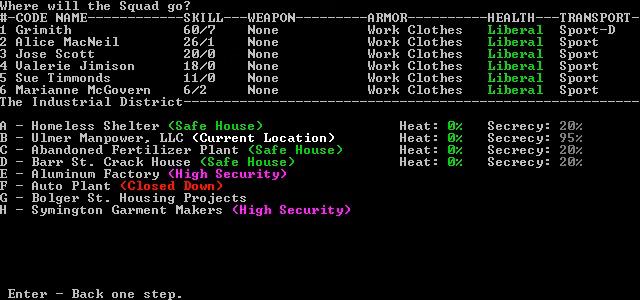 Where will the Squad go?
#-CODE NAME------------SKILL---WEAPON---------ARMOR----------HEALTH---TRANSPORT-
1 Grimith 60/7 None Work Clothes Liberal Sport-D
2 Alice MacNeil 26/1 None Work Clothes Liberal Sport
3 Jose Scott 20/0 None Work Clothes Liberal Sport
4 Valerie Jimison 18/0 None Work Clothes Liberal Sport
5 Sue Timmonds 11/0 None Work Clothes Liberal Sport
6 Marianne McGovern 6/2 None Work Clothes Liberal Sport
The Industrial District---------------------------------------------------------
A - Homeless Shelter (Safe House) Heat: 0% Secrecy: 20%
B - Ulmer Manpower, LLC (Current Location) Heat: 0% Secrecy: 95%
C - Abandoned Fertilizer Plant (Safe House) Heat: 0% Secrecy: 20%
D - Barr St. Crack House (Safe House) Heat: 0% Secrecy: 20%
E - Aluminum Factory (High Security)
F - Auto Plant (Closed Down)
G - Bolger St. Housing Projects
H - Symington Garment Makers (High Security)
Enter - Back one step.